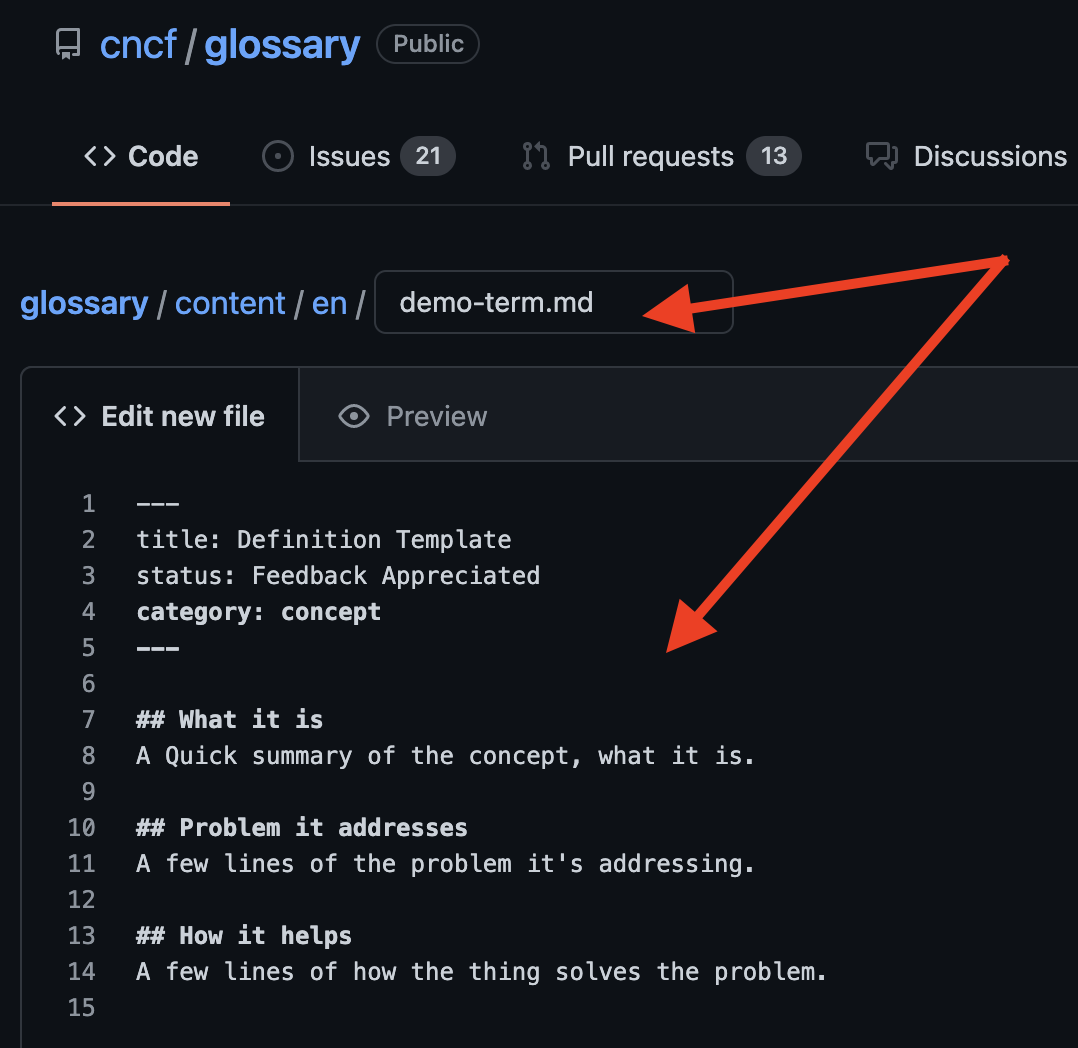 cncf / glossary Public
Code Issues 21 Pull requests 13 Discussions
glossary / content / en / demo-term.md
Edit new file Preview
1 ---
2 title: Definition Template
3 status: Feedback Appreciated
4 category: concept
5 ---
6
7 ## What it is
8 A Quick summary of the concept, what it is.
9
10 ## Problem it addresses
11 A few lines of the problem it's addressing.
12
13 ## How it helps
14 A few lines of how the thing solves the problem.
15